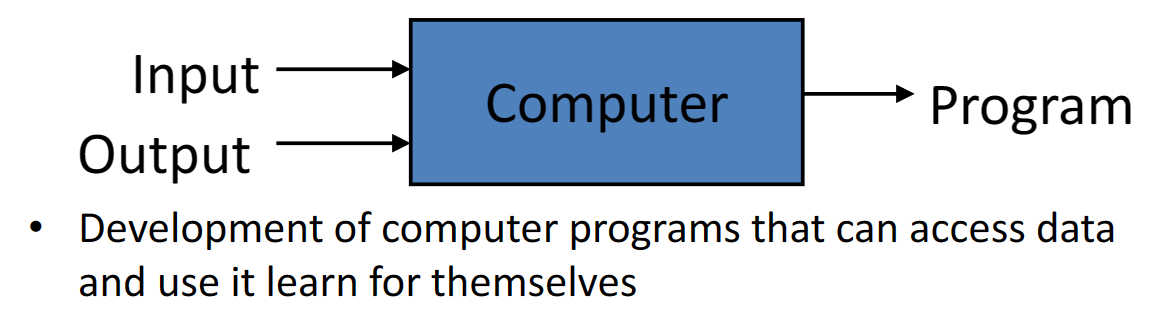 Input
Computer
Program
Output
• Development of computer programs that can access data
and use it learn for themselves